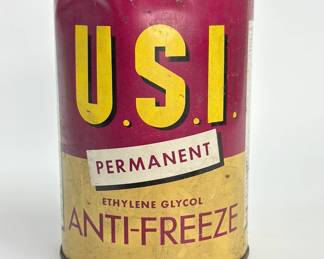 U.S.I.
PERMANENT
ETHYLENE GLYCOL
ANTI-FREEZE